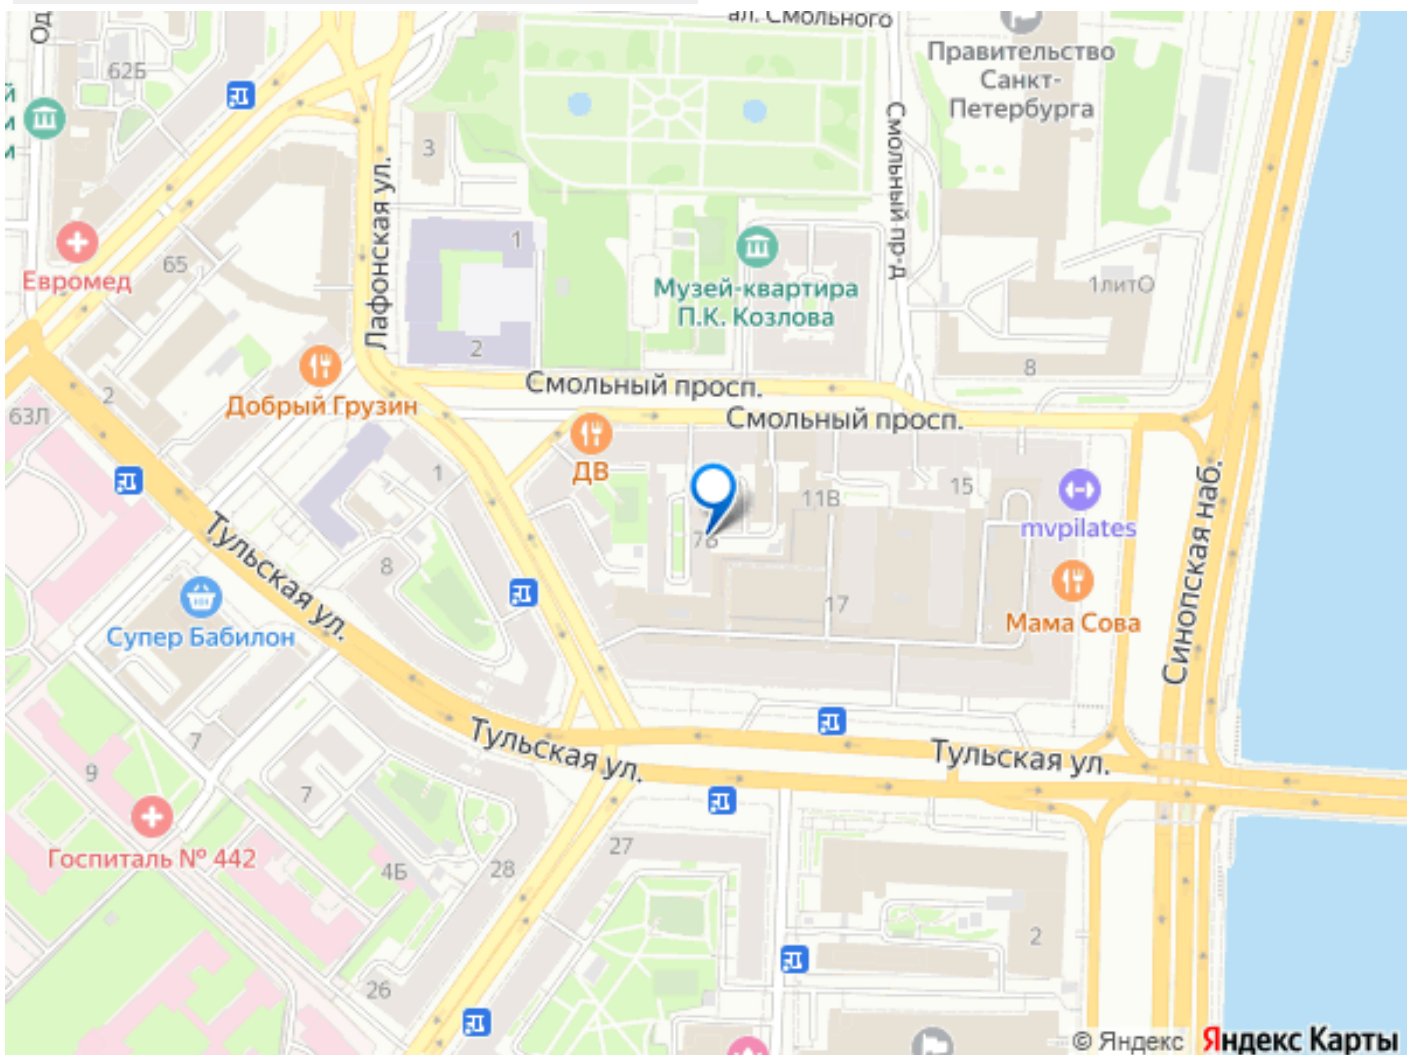 ал. Смольного
Од
62Б
Правительство
Санкт-
Петербурга
й
м
м
3
Смольный пр-д
Лафонская ул.
1
65
Евромед
Музей-квартира
П.К. Козлова
1литО
2
8
Смольный просп.
2
Добрый Грузин
63Л
Смольный просп.
ДВ
1
15
11В
mvpilates
Синопская наб.
Тульская ул.
8
17
Супер Бабилон
Мама Сова
7
Тульская ул.
Тульская ул.
9
7
Госпиталь № 442
27
4Б
28
2
26
© Яндекс Яндекс Карты